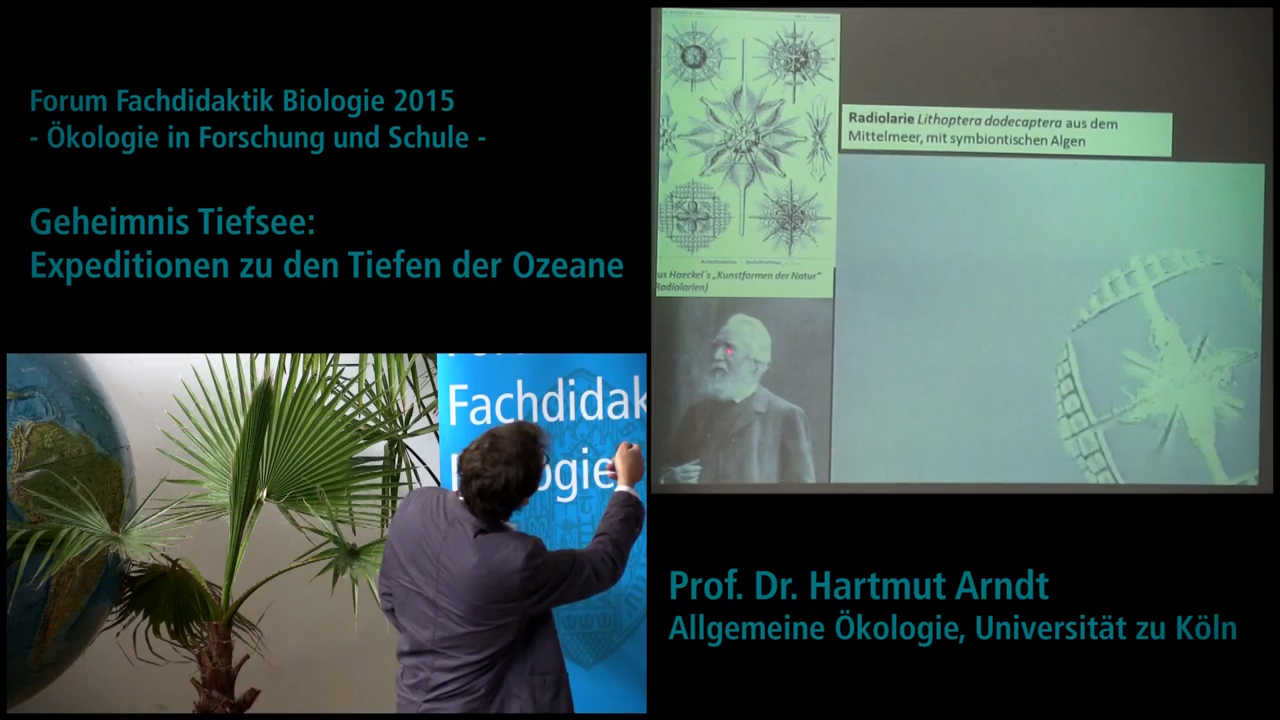 Forum Fachdidaktik Biologie 2015
- Ökologie in Forschung und Schule -
Geheimnis Tiefsee:
Expeditionen zu den Tiefen der Ozeane
Radiolarie Lithoptera dodecaptera aus dem
Mittelmeer, mit symbiontischen Algen
us Haeckel´s „Kunstformen der Natur"
Radiolarien)
Fachdidak
ogie
Prof. Dr. Hartmut Arndt
Allgemeine Ökologie, Universität zu Köln